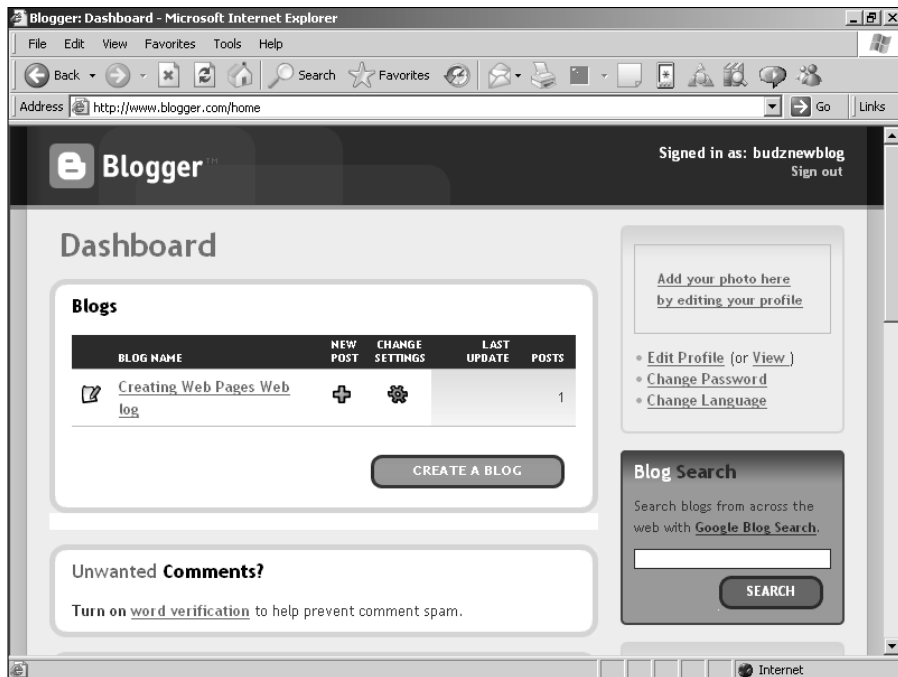 Blogger: Dashboard - Microsoft Internet Explorer
File Edit View Favorites Tools Help
Back Search Favorites
Address http://www.blogger.com/home Go Links
Blogger™
Signed in as: budznewblog
Sign out
Dashboard
Blogs
BLOG NAME NEW POST CHANGE SETTINGS LAST UPDATE POSTS
Creating Web Pages Web
log
1
CREATE A BLOG
Unwanted Comments?
Turn on word verification to help prevent comment spam.
Add your photo here
by editing your profile
Edit Profile (or View )
Change Password
Change Language
Blog Search
Search blogs from across the
web with Google Blog Search.
SEARCH
Internet